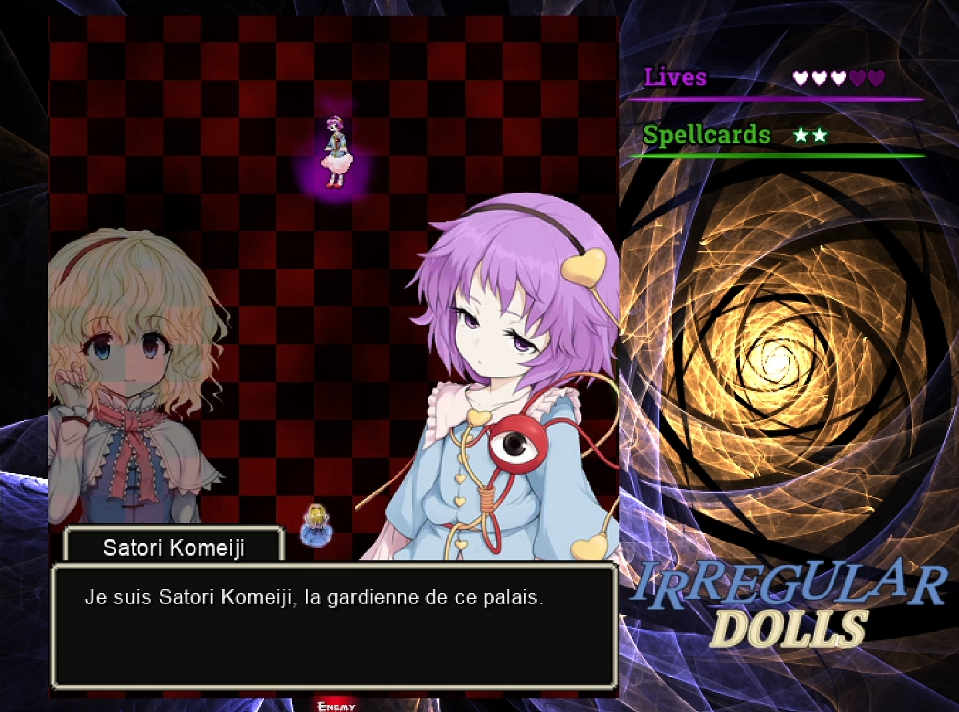 Lives
Spellcards
Satori Komeiji
Je suis Satori Komeiji, la gardienne de ce palais.
IRREGULAR
DOLLS
ENEMY